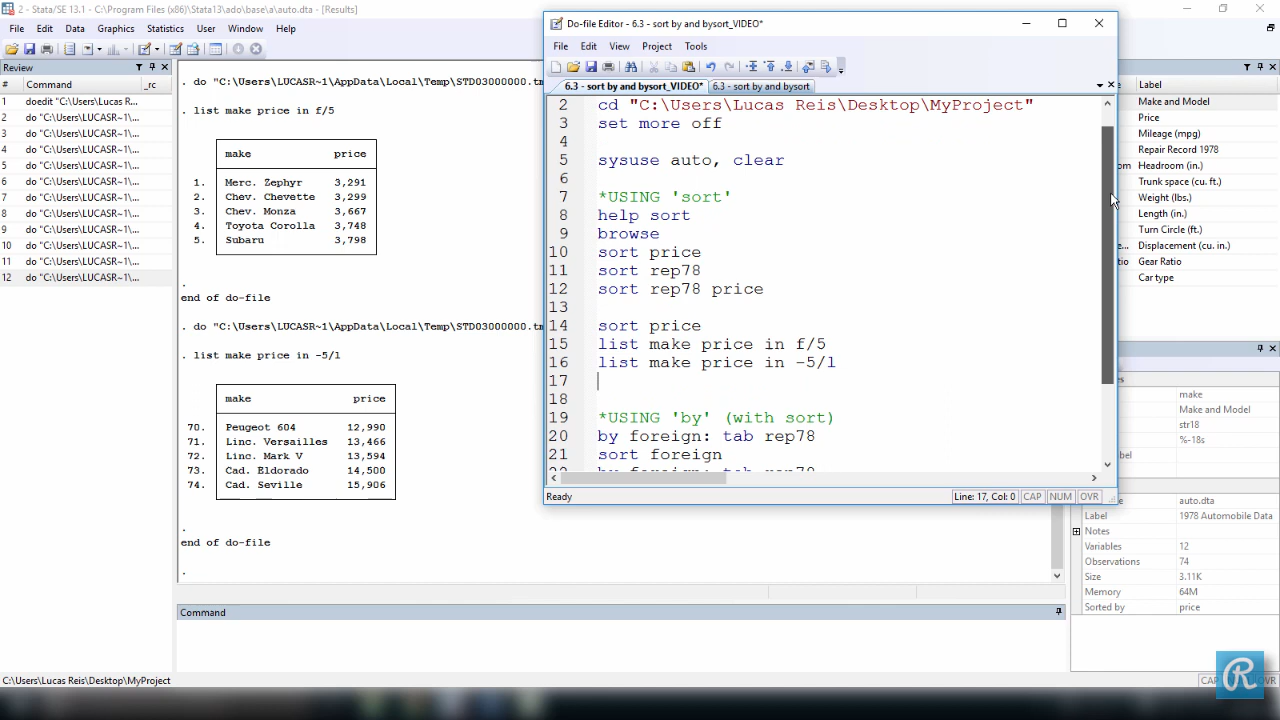 2 - Stata/SE 13.1 - C:\Program Files (x86)\Stata13\ado\base\a\auto.dta - [Results]
File Edit Data Graphics Statistics User Window Help
Review
# Command _rc
1 doedit "C:\Users\Lucas R...
2 do "C:\Users\LUCASR~1\...
3 do "C:\Users\LUCASR~1\...
4 do "C:\Users\LUCASR~1\...
5 do "C:\Users\LUCASR~1\...
6 do "C:\Users\LUCASR~1\...
7 do "C:\Users\LUCASR~1\...
8 do "C:\Users\LUCASR~1\...
9 do "C:\Users\LUCASR~1\...
10 do "C:\Users\LUCASR~1\...
11 do "C:\Users\LUCASR~1\...
12 do "C:\Users\LUCASR~1\...
. do "C:\Users\LUCASR~1\AppData\Local\Temp\STD03000000.tm
. list make price in f/5
make price
1. Merc. Zephyr 3,291
2. Chev. Chevette 3,299
3. Chev. Monza 3,667
4. Toyota Corolla 3,748
5. Subaru 3,798
.
end of do-file
. do "C:\Users\LUCASR~1\AppData\Local\Temp\STD03000000.tm
. list make price in -5/l
make price
70. Peugeot 604 12,990
71. Linc. Versailles 13,466
72. Linc. Mark V 13,594
73. Cad. Eldorado 14,500
74. Cad. Seville 15,906
.
end of do-file
.
Command
C:\Users\Lucas Reis\Desktop\MyProject
Do-file Editor - 6.3 - sort by and bysort_VIDEO*
File Edit View Project Tools
6.3 - sort by and bysort_VIDEO* 6.3 - sort by and bysort
2 cd "C:\Users\Lucas Reis\Desktop\MyProject"
3 set more off
4
5 sysuse auto, clear
6
7 *USING 'sort'
8 help sort
9 browse
10 sort price
11 sort rep78
12 sort rep78 price
13
14 sort price
15 list make price in f/5
16 list make price in -5/l
17
18
19 *USING 'by' (with sort)
20 by foreign: tab rep78
21 sort foreign
22 by foreign: tab rep78
Ready Line: 17, Col: 0 CAP NUM OVR
Label
Make and Model
Price
Mileage (mpg)
Repair Record 1978
Headroom (in.)
Trunk space (cu. ft.)
Weight (lbs.)
Length (in.)
Turn Circle (ft.)
Displacement (cu. in.)
Gear Ratio
Car type
make
Make and Model
str18
%-18s
auto.dta
Label 1978 Automobile Data
Notes
Variables 12
Observations 74
Size 3.11K
Memory 64M
Sorted by price
CAP OVR
R